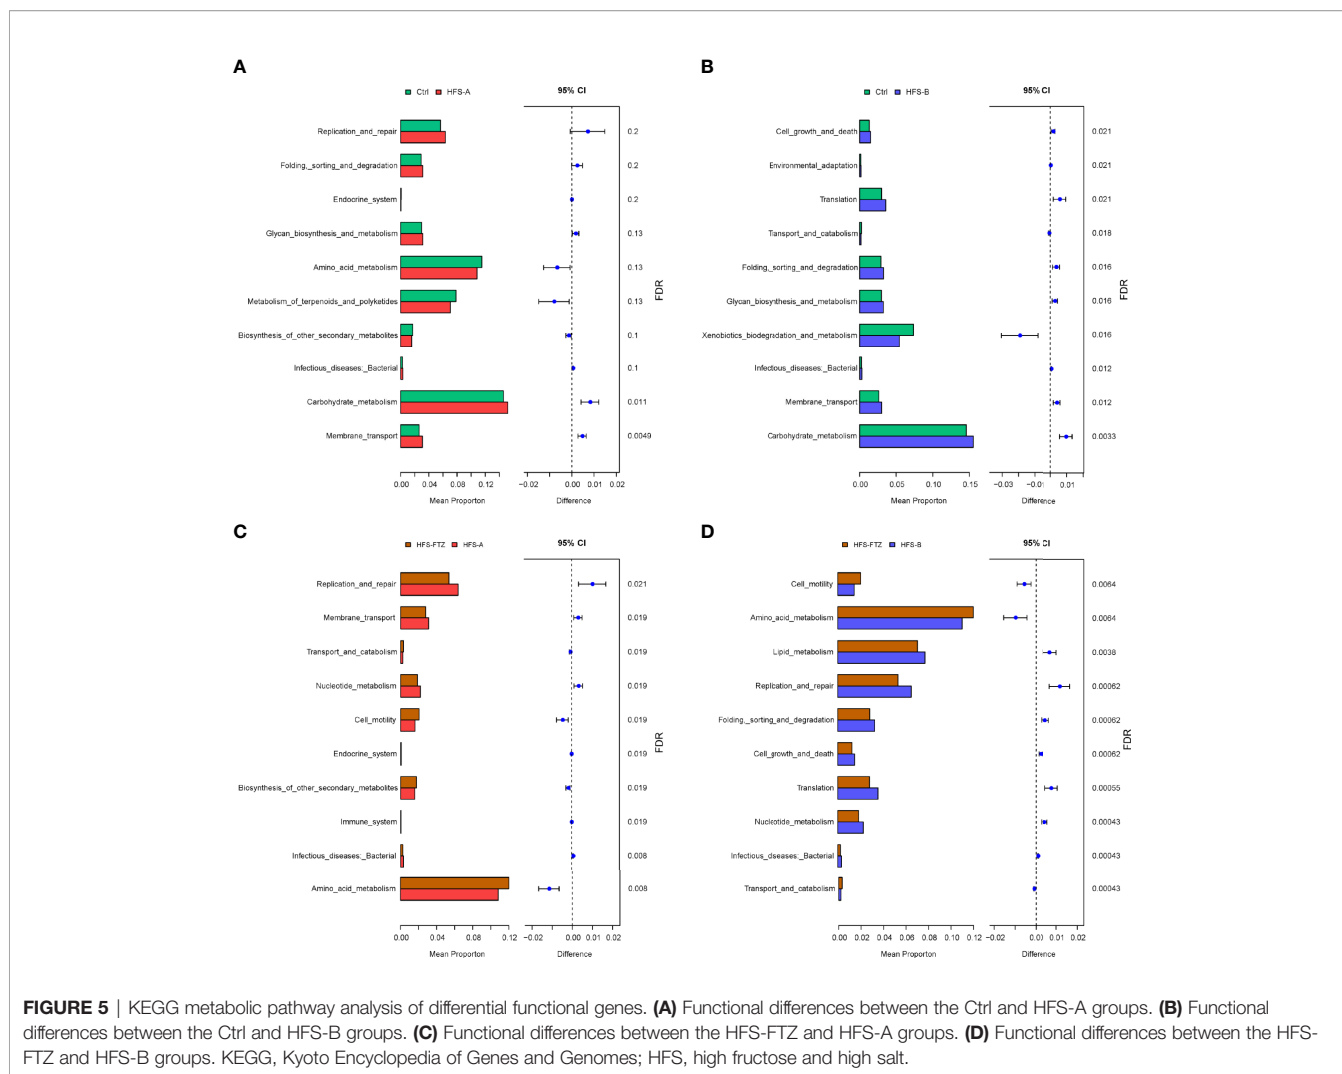 A
Ctrl HFS-A
95% CI
Replication_and_repair 0.2
Folding,_sorting_and_degradation 0.2
Endocrine_system 0.2
Glycan_biosynthesis_and_metabolism 0.13
Amino_acid_metabolism 0.13
Metabolism_of_terpenoids_and_polyketides 0.13
Biosynthesis_of_other_secondary_metabolites 0.1
Infectious_diseases:_Bacterial 0.1
Carbohydrate_metabolism 0.011
Membrane_transport 0.0049
FDR
0.00 0.04 0.08 0.12
Mean Proporton
−0.02 0.00 0.01 0.02
Difference
B
Ctrl HFS-B
95% CI
Cell_growth_and_death 0.021
Environmental_adaptation 0.021
Translation 0.021
Transport_and_catabolism 0.018
Folding,_sorting_and_degradation 0.016
Glycan_biosynthesis_and_metabolism 0.016
Xenobiotics_biodegradation_and_metabolism 0.016
Infectious_diseases:_Bacterial 0.012
Membrane_transport 0.012
Carbohydrate_metabolism 0.0033
FDR
0.00 0.05 0.10 0.15
Mean Proporton
−0.03 −0.01 0.01
Difference
C
HFS-FTZ HFS-A
95% CI
Replication_and_repair 0.021
Membrane_transport 0.019
Transport_and_catabolism 0.019
Nucleotide_metabolism 0.019
Cell_motility 0.019
Endocrine_system 0.019
Biosynthesis_of_other_secondary_metabolites 0.019
Immune_system 0.019
Infectious_diseases:_Bacterial 0.008
Amino_acid_metabolism 0.008
FDR
0.00 0.04 0.08 0.12
Mean Proporton
−0.02 0.00 0.01 0.02
Difference
D
HFS-FTZ HFS-B
95% CI
Cell_motility 0.0064
Amino_acid_metabolism 0.0064
Lipid_metabolism 0.0038
Replication_and_repair 0.00062
Folding,_sorting_and_degradation 0.00062
Cell_growth_and_death 0.00062
Translation 0.00055
Nucleotide_metabolism 0.00043
Infectious_dseases:_Bacterial 0.00043
Transport_and_catabolism 0.00043
FDR
0.00 0.02 0.04 0.06 0.08 0.10 0.12
Mean Proporton
−0.02 0.00 0.01 0.02
Difference
FIGURE 5 | KEGG metabolic pathway analysis of differential functional genes. (A) Functional differences between the Ctrl and HFS-A groups. (B) Functional
differences between the Ctrl and HFS-B groups. (C) Functional differences between the HFS-FTZ and HFS-A groups. (D) Functional differences between the HFS-
FTZ and HFS-B groups. KEGG, Kyoto Encyclopedia of Genes and Genomes; HFS, high fructose and high salt.